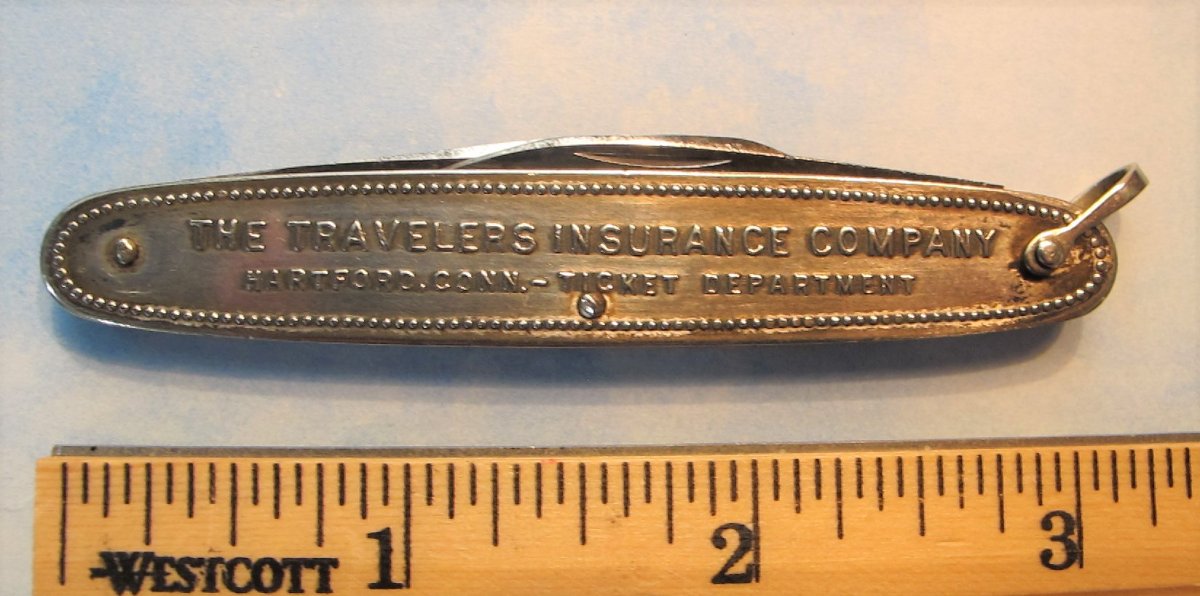 THE TRAVELERS INSURANCE COMPANY
HARTFORD, CONN. - TICKET DEPARTMENT
1 2 3
WESTCOTT